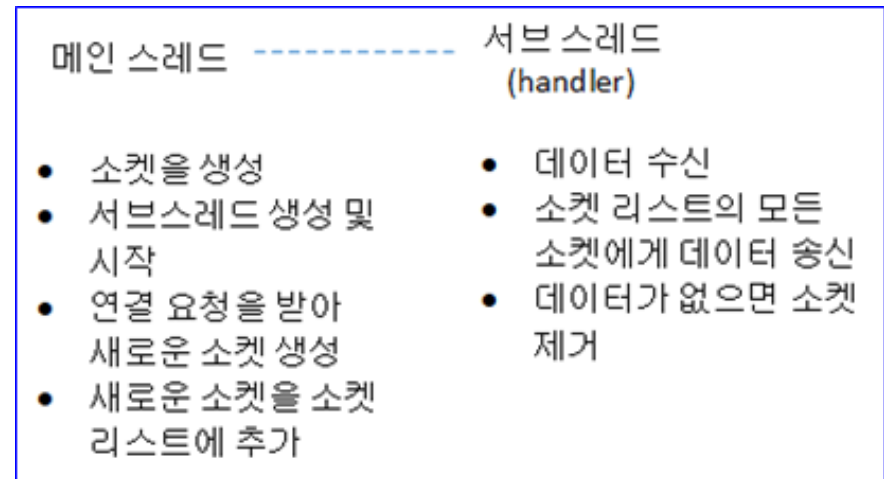 메인 스레드
서브 스레드
(handler)
• 소켓을 생성
• 서브스레드 생성 및
시작
• 연결 요청을 받아
새로운 소켓 생성
• 새로운 소켓을 소켓
리스트에 추가
• 데이터 수신
• 소켓 리스트의 모든
소켓에게 데이터 송신
• 데이터가 없으면 소켓
제거